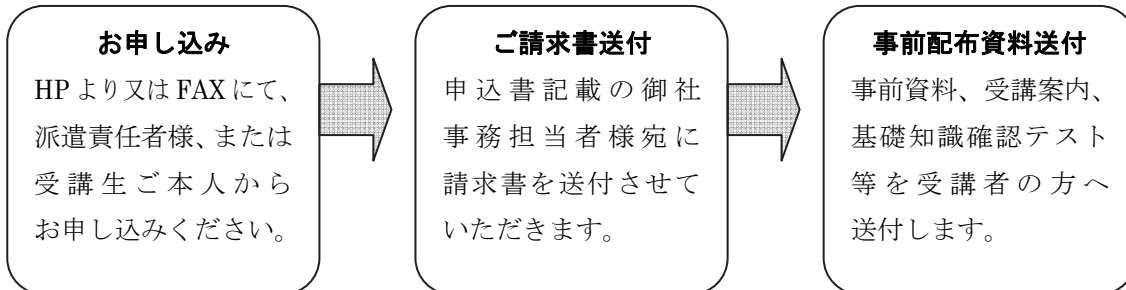 お申し込み
HPより又はFAXにて、
派遣責任者様、または
受講生ご本人から
お申し込みください。
ご請求書送付
申込書記載の御社
事務担当者様宛に
請求書を送付させて
いただきます。
事前配布資料送付
事前資料、受講案内、
基礎知識確認テスト
等を受講者の方へ
送付します。